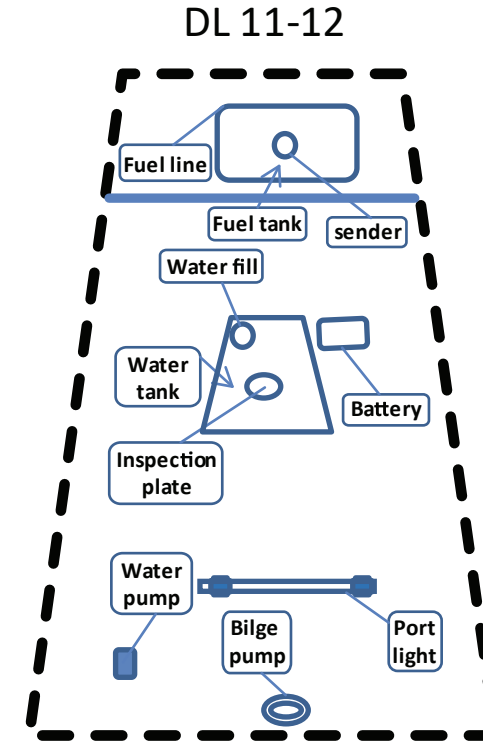 DL 11-12
Fuel line
Fuel tank
sender
Water fill
Water
tank
Battery
Inspection
plate
Water
pump
Bilge
pump
Port
light